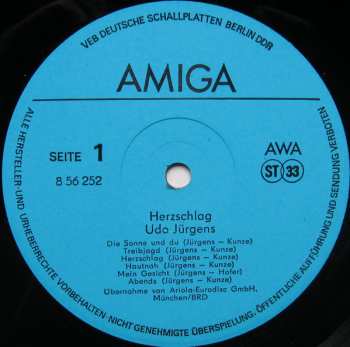 VEB DEUTSCHE SCHALLPLATTEN BERLIN DDR
AMIGA
SEITE 1
8 56 252
AWA
ST 33
Herzschlag
Udo Jürgens
Die Sonne und du (Jürgens – Kunze)
Treibjagd (Jürgens – Kunze)
Herzschlag (Jürgens – Kunze)
Hautnah (Jürgens – Kunze)
Mein Gesicht (Jürgens – Hofer)
Abends (Jürgens – Kunze)
Übernahme von Ariola-Eurodisc GmbH,
München/BRD
ALLE HERSTELLER- UND URHEBERRECHTE VORBEHALTEN NICHT GENEHMIGTE ÜBERSPIELUNG, ÖFFENTLICHE AUFFÜHRUNG UND SENDUNG VERBOTEN